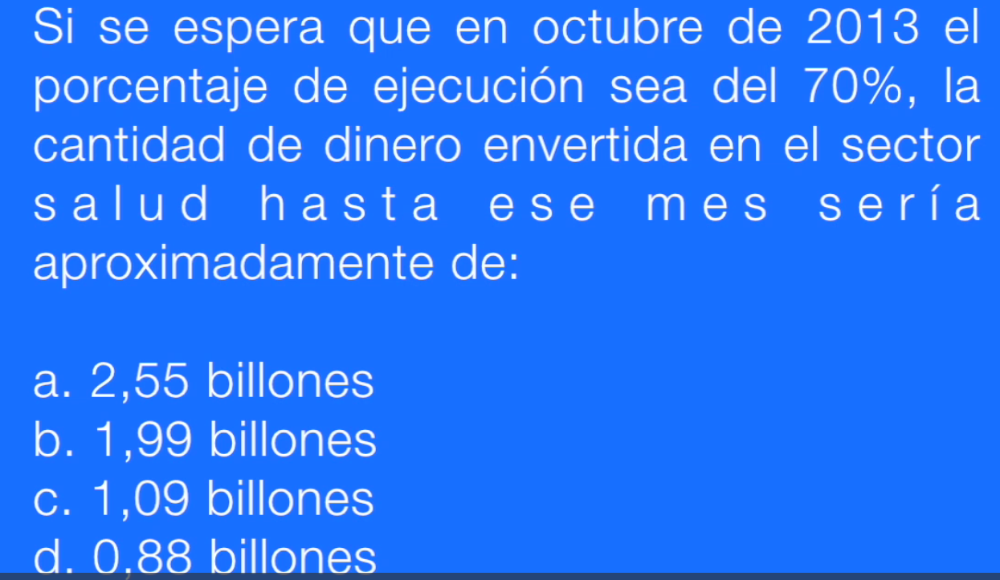 Si se espera que en octubre de 2013 el
porcentaje de ejecución sea del 70%, la
cantidad de dinero envertida en el sector
salud hasta ese mes sería
aproximadamente de:
a. 2,55 billones
b. 1,99 billones
c. 1,09 billones
d. 0,88 billones